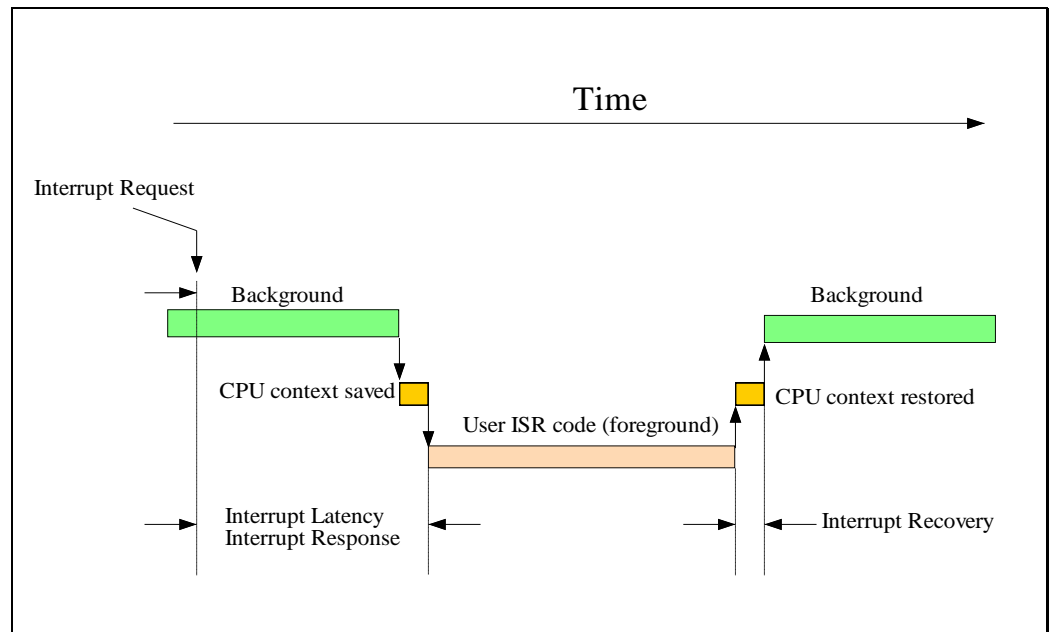 Time
Interrupt Request
Background
Background
CPU context saved
CPU context restored
User ISR code (foreground)
Interrupt Latency
Interrupt Response
Interrupt Recovery